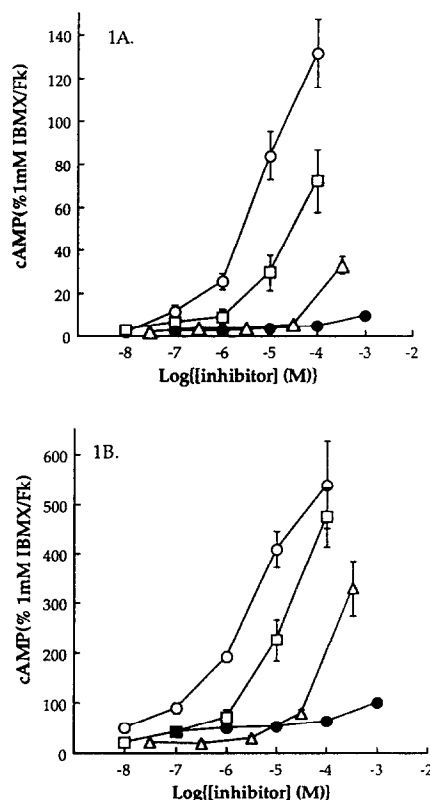 1A.
cAMP(%1mM IBMX/Fk)
140
120
100
80
60
40
20
0
-8 -7 -6 -5 -4 -3 -2
Log{[inhibitor] (M)}
1B.
cAMP(% 1mM IBMX/Fk)
600
500
400
300
200
100
0
-8 -7 -6 -5 -4 -3 -2
Log{[inhibitor] (M)}